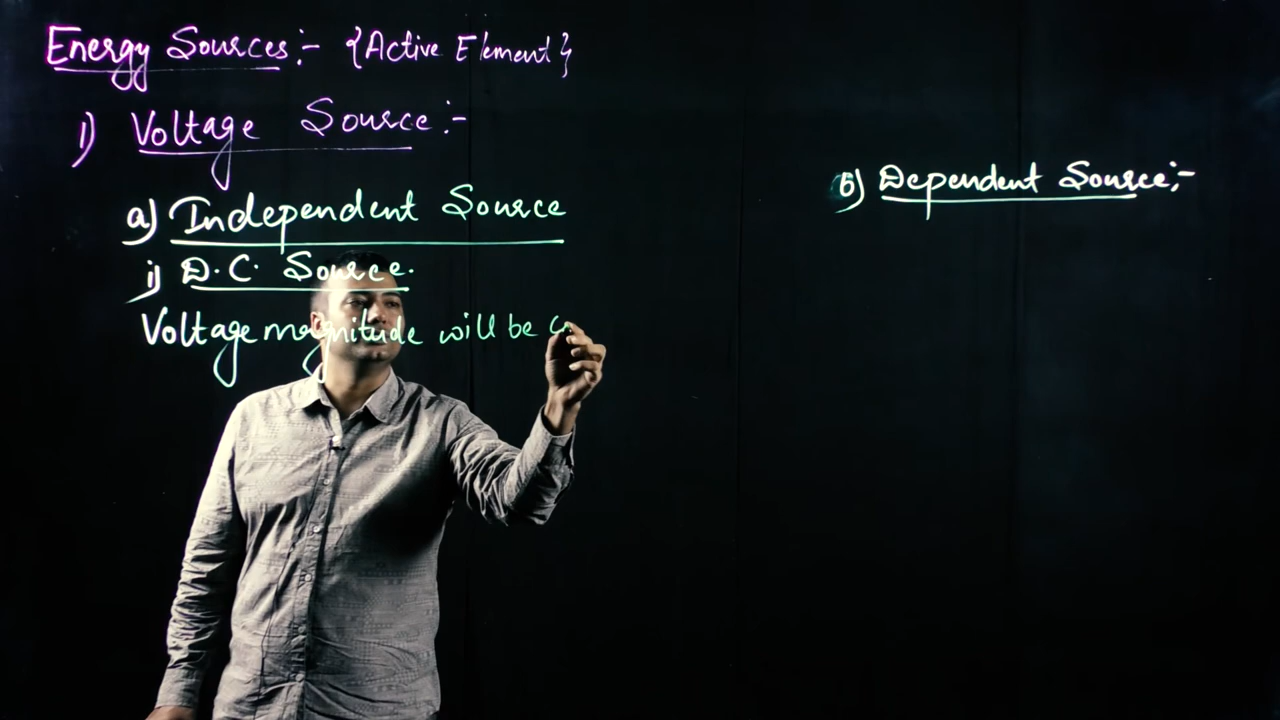 Energy Sources:- {Active Element}
1) Voltage Source:-
a) Independent Source
i) D.C. Source.
Voltage magnitude will be
b) Dependent Source:-